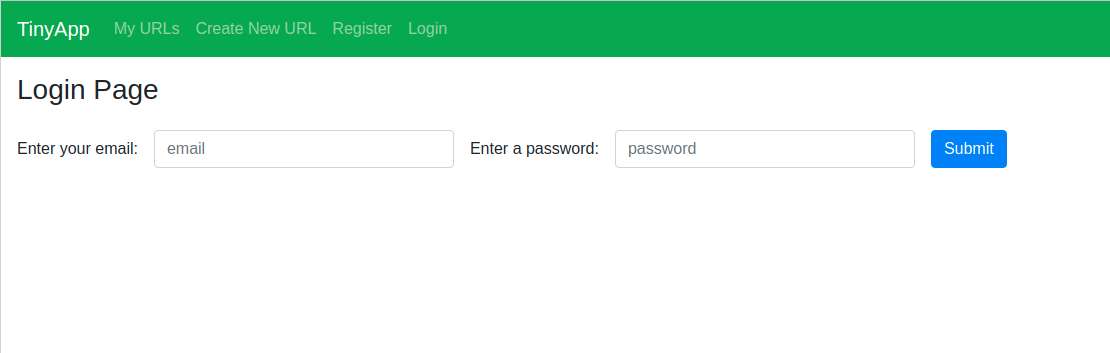 TinyApp My URLs Create New URL Register Login
Login Page
Enter your email: email Enter a password: password Submit